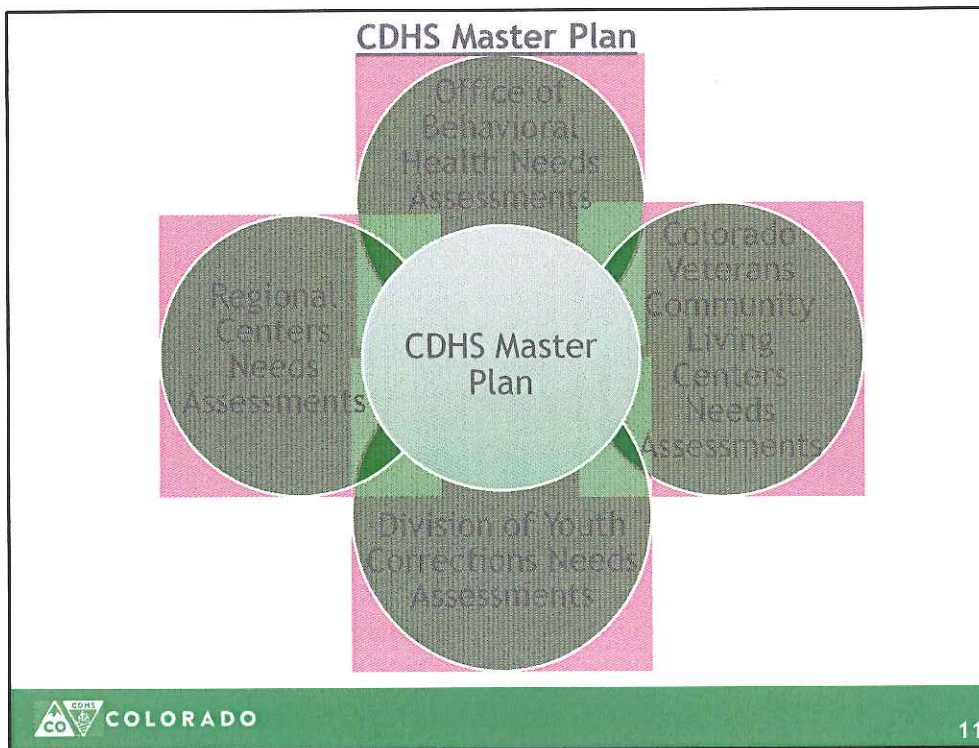 CDHS Master Plan
Office of
Behavioral
Health Needs
Assessments
Regional
Centers
Needs
Assessments
CDHS Master
Plan
Colorado
Veterans
Community
Living
Centers
Needs
Assessments
Division of Youth
Corrections Needs
Assessments
CO
CDHS
COLORADO
11